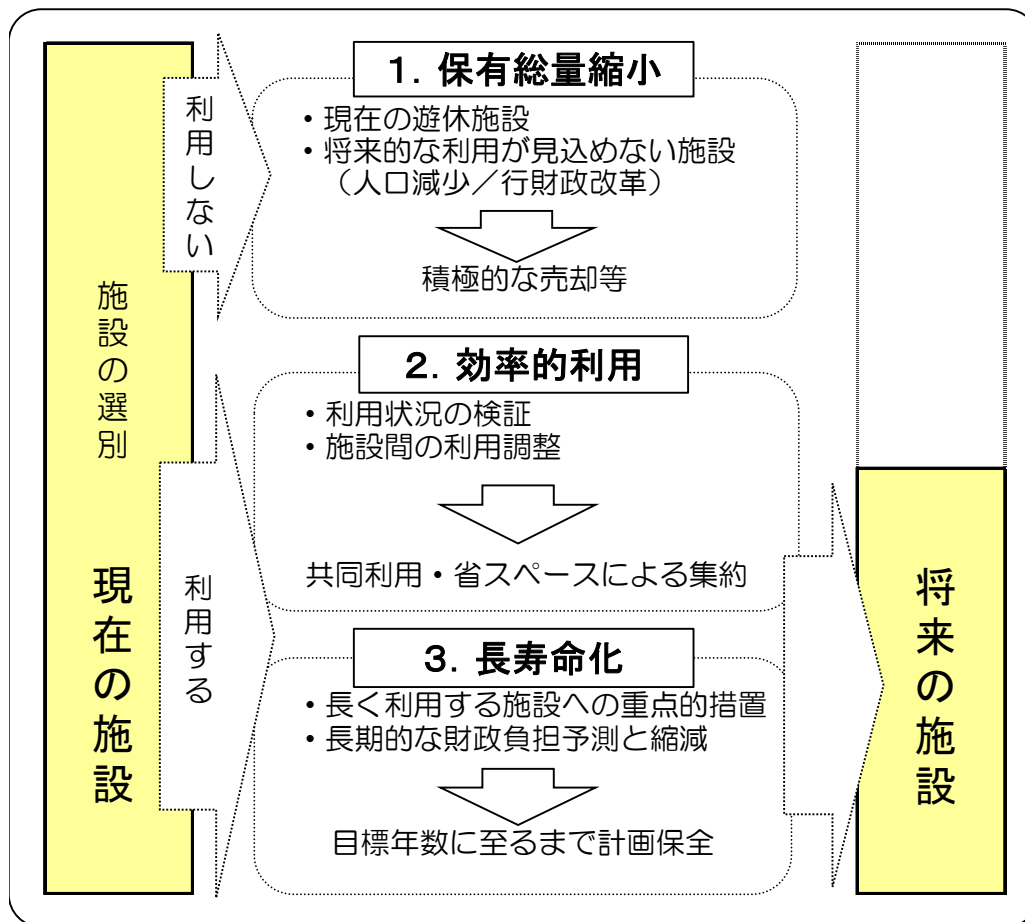 施設の選別
現在の施設
利用しない
1．保有総量縮小
・現在の遊休施設
・将来的な利用が見込めない施設
（人口減少／行財政改革）
積極的な売却等
利用する
2．効率的利用
・利用状況の検証
・施設間の利用調整
共同利用・省スペースによる集約
3．長寿命化
・長く利用する施設への重点的措置
・長期的な財政負担予測と縮減
目標年数に至るまで計画保全
将来の施設